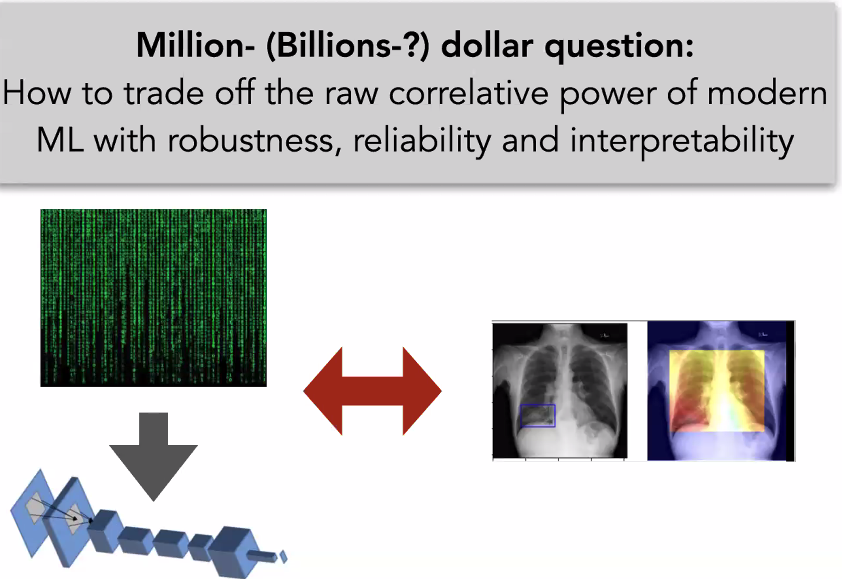 Million- (Billions-?) dollar question:
How to trade off the raw correlative power of modern
ML with robustness, reliability and interpretability